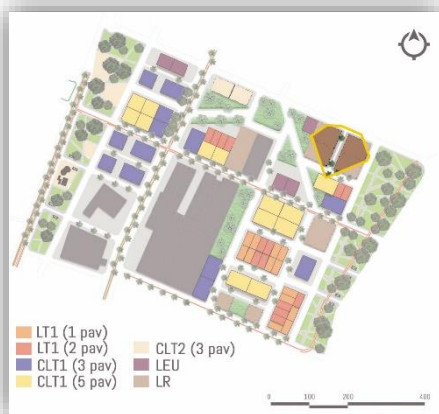 LT1 (1 pav)
LT1 (2 pav)
CLT1 (3 pav)
CLT1 (5 pav)
CLT2 (3 pav)
LEU
LR
0 100 200 400